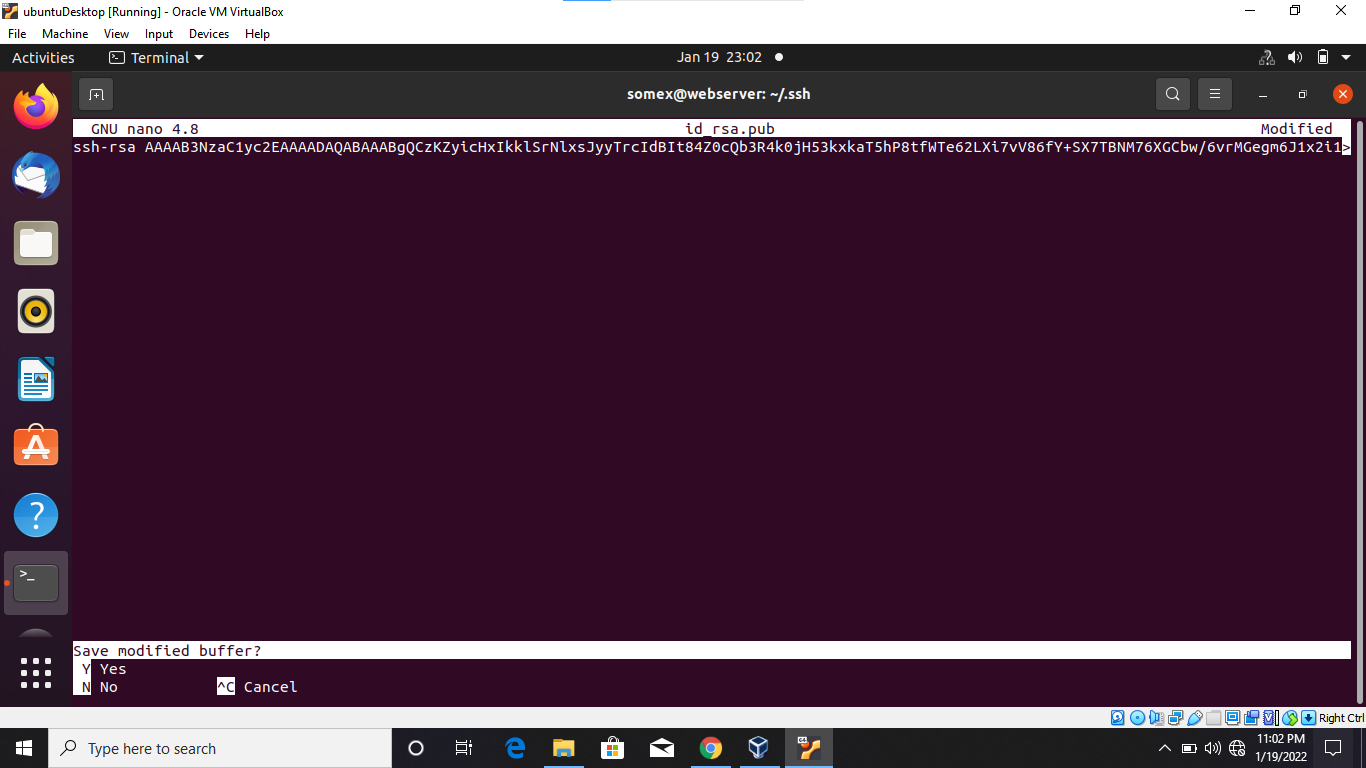 ubuntuDesktop [Running] - Oracle VM VirtualBox
File Machine View Input Devices Help
Activities Terminal Jan 19 23:02
somex@webserver: ~/.ssh
GNU nano 4.8 id_rsa.pub Modified
ssh-rsa AAAAB3NzaC1yc2EAAAADAQABAAABgQCzKZyicHxIkklSrNlxsJyyTrcIdBIt84Z0cQb3R4k0jH53kxkaT5hP8tfWTe62LXi7vV86fY+SX7TBNM76XGCbw/6vrMGegm6J1x2i1>
Save modified buffer?
Y Yes
N No ^C Cancel
Right Ctrl
Type here to search
11:02 PM
1/19/2022